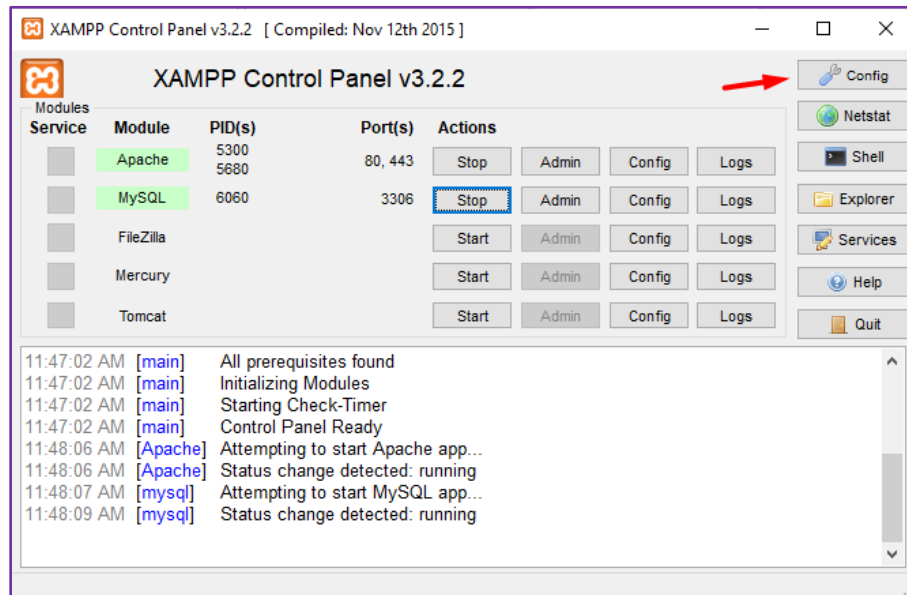 XAMPP Control Panel v3.2.2 [ Compiled: Nov 12th 2015 ]
XAMPP Control Panel v3.2.2
Config
Modules
Service Module PID(s) Port(s) Actions
Netstat
Apache 5300 5680 80, 443 Stop Admin Config Logs
Shell
MySQL 6060 3306 Stop Admin Config Logs
Explorer
FileZilla Start Admin Config Logs
Services
Mercury Start Admin Config Logs
Help
Tomcat Start Admin Config Logs
Quit
11:47:02 AM [main] All prerequisites found
11:47:02 AM [main] Initializing Modules
11:47:02 AM [main] Starting Check-Timer
11:47:02 AM [main] Control Panel Ready
11:48:06 AM [Apache] Attempting to start Apache app...
11:48:06 AM [Apache] Status change detected: running
11:48:07 AM [mysql] Attempting to start MySQL app...
11:48:09 AM [mysql] Status change detected: running